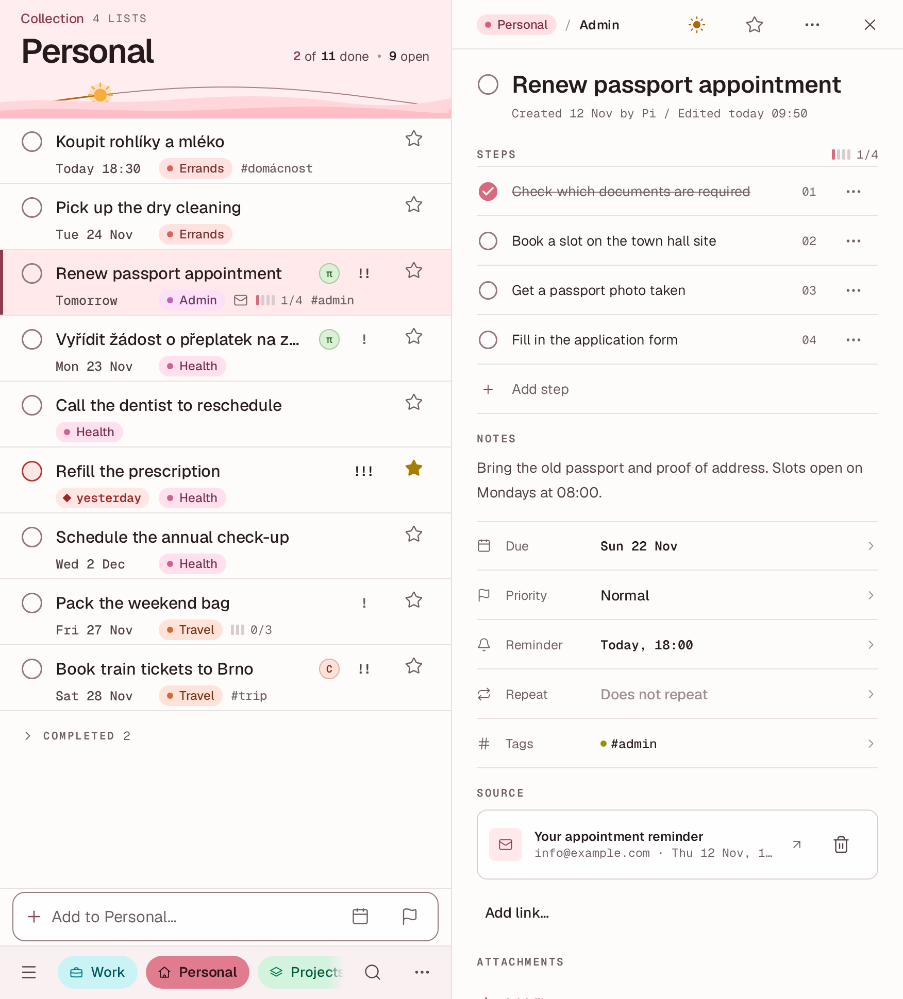 Collection 4 LISTS
Personal
2 of 11 done • 9 open
Koupit rohlíky a mléko
Today 18:30 Errands #domácnost
Pick up the dry cleaning
Tue 24 Nov Errands
Renew passport appointment π !!
Tomorrow Admin 1/4 #admin
Vyřídit žádost o přeplatek na z… π !
Mon 23 Nov Health
Call the dentist to reschedule
Health
Refill the prescription !!!
yesterday Health
Schedule the annual check-up
Wed 2 Dec Health
Pack the weekend bag !
Fri 27 Nov Travel 0/3
Book train tickets to Brno C !!
Sat 28 Nov Travel #trip
COMPLETED 2
Add to Personal…
Work Personal Projects
Personal / Admin
Renew passport appointment
Created 12 Nov by Pi / Edited today 09:50
STEPS 1/4
Check which documents are required 01
Book a slot on the town hall site 02
Get a passport photo taken 03
Fill in the application form 04
Add step
NOTES
Bring the old passport and proof of address. Slots open on
Mondays at 08:00.
Due Sun 22 Nov
Priority Normal
Reminder Today, 18:00
Repeat Does not repeat
Tags #admin
SOURCE
Your appointment reminder
info@example.com · Thu 12 Nov, 1…
Add link…
ATTACHMENTS